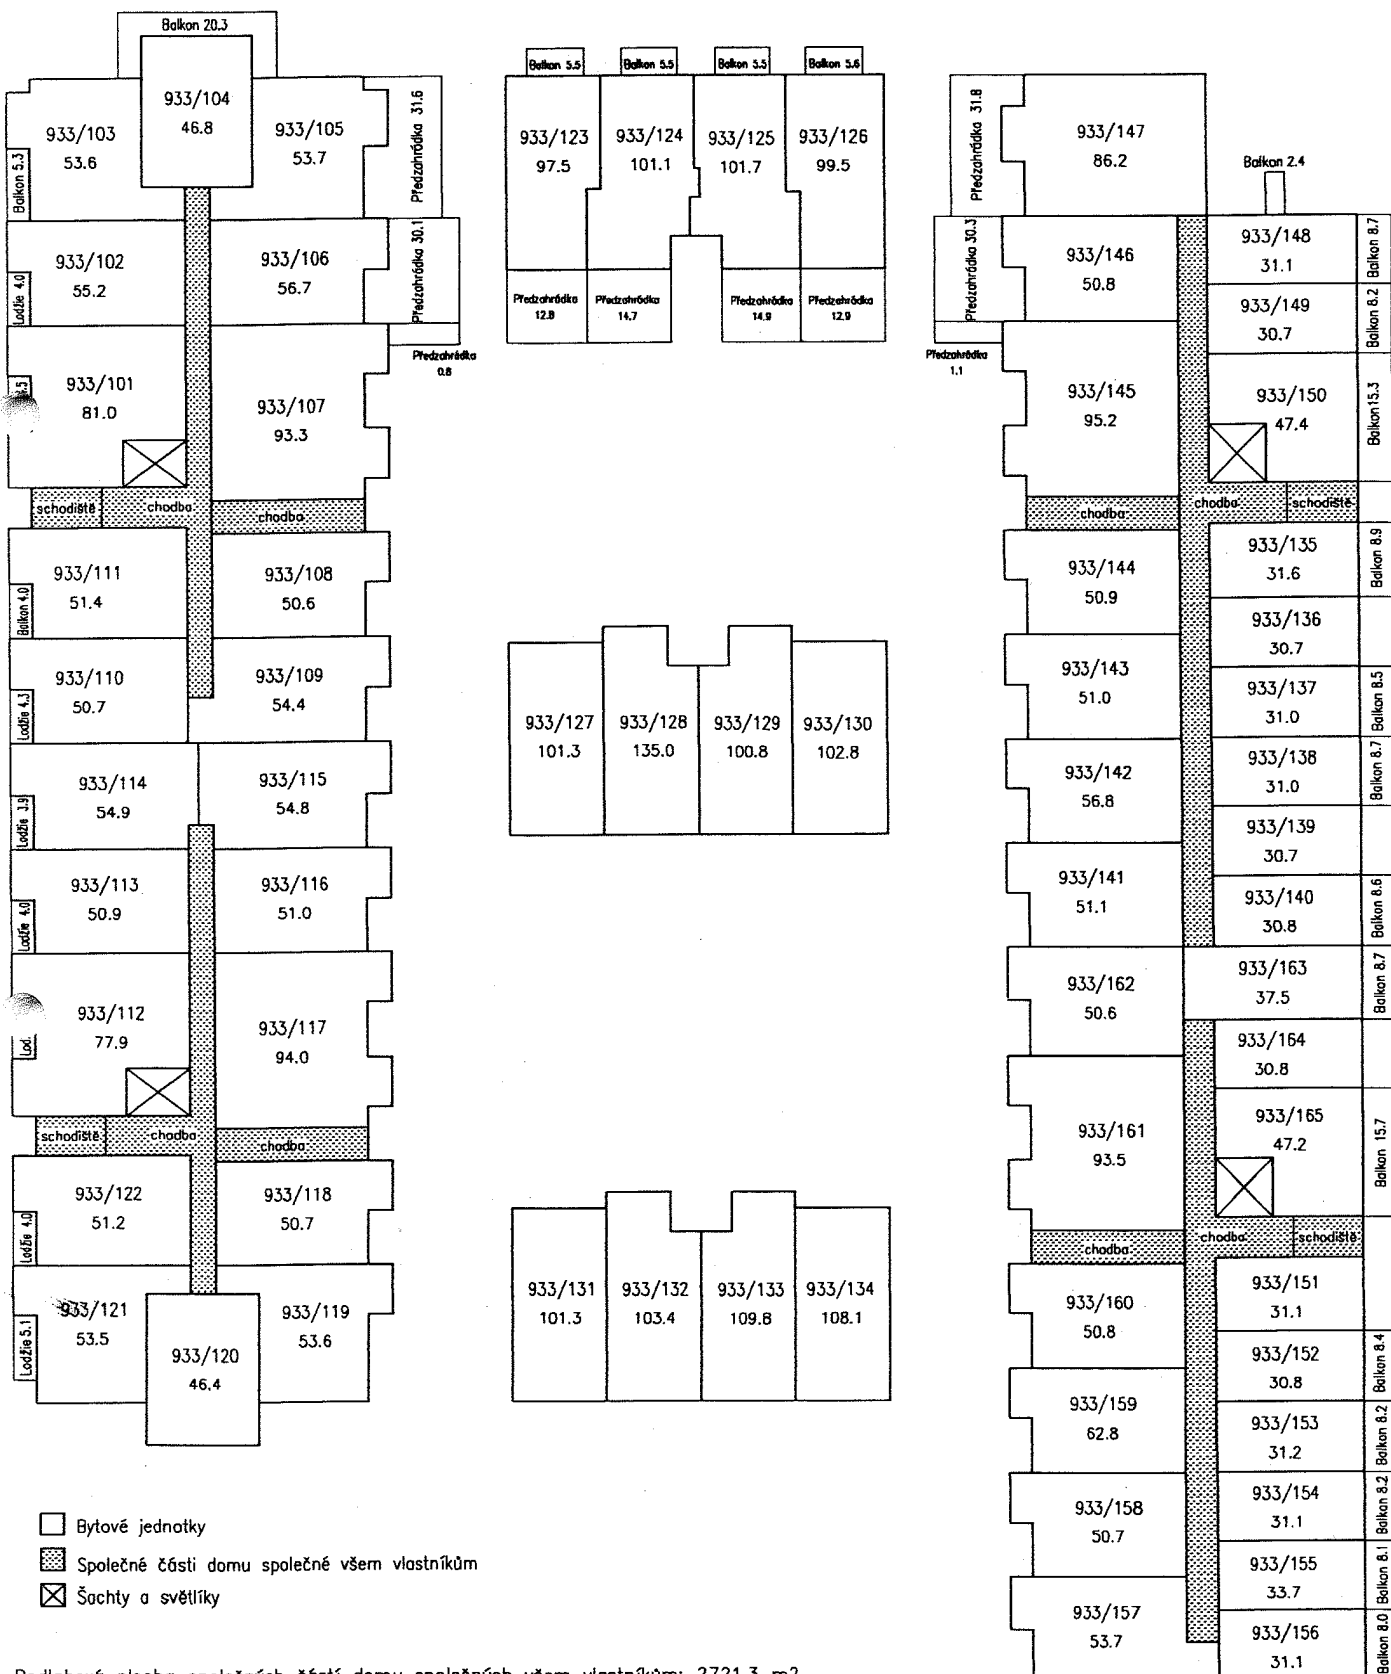 Balkon 20.3
933/104
46.8
933/103
53.6
933/105
53.7
Balkon 5.3
Předzahrádka 31.6
933/102
55.2
933/106
56.7
Lodžie 4.0
Předzahrádka 30.1
Předzahrádka
0.8
933/101
81.0
933/107
93.3
schodiště
chodba
chodba
933/111
51.4
933/108
50.6
Balkon 4.0
933/110
50.7
933/109
54.4
Lodžie 4.3
933/114
54.9
933/115
54.8
Lodžie 3.9
933/113
50.9
933/116
51.0
Lodžie 4.0
933/112
77.9
933/117
94.0
Lod.
schodiště
chodba
chodba
933/122
51.2
933/118
50.7
Lodžie 4.0
933/121
53.5
933/119
53.6
Lodžie 5.1
933/120
46.4
Balkon 5.5
Balkon 5.5
Balkon 5.5
Balkon 5.6
933/123
97.5
933/124
101.1
933/125
101.7
933/126
99.5
Předzahrádka
12.8
Předzahrádka
14.7
Předzahrádka
14.9
Předzahrádka
12.9
933/127
101.3
933/128
135.0
933/129
100.8
933/130
102.8
933/131
101.3
933/132
103.4
933/133
109.8
933/134
108.1
Předzahrádka 31.8
933/147
86.2
Balkon 2.4
Předzahrádka 30.3
933/146
50.8
933/148
31.1
Balkon 8.7
933/149
30.7
Balkon 8.2
Předzahrádka
1.1
933/145
95.2
933/150
47.4
Balkon 15.3
chodba
chodba
schodiště
933/144
50.9
933/135
31.6
Balkon 8.9
933/136
30.7
933/143
51.0
933/137
31.0
Balkon 8.5
933/142
56.8
933/138
31.0
Balkon 8.7
933/139
30.7
933/141
51.1
933/140
30.8
Balkon 8.6
933/162
50.6
933/163
37.5
Balkon 8.7
933/164
30.8
933/161
93.5
933/165
47.2
Balkon 15.7
chodba
chodba
schodiště
933/160
50.8
933/151
31.1
933/152
30.8
Balkon 8.4
933/159
62.8
933/153
31.2
Balkon 8.2
933/158
50.7
933/154
31.1
Balkon 8.2
933/155
33.7
Balkon 8.1
933/157
53.7
933/156
31.1
Balkon 8.0
Bytové jednotky
Společné části domu společné všem vlastníkům
Šachty a světlíky
Podlahová plocha společných částí domu společných všem vlastníkům: 2721.3 m2